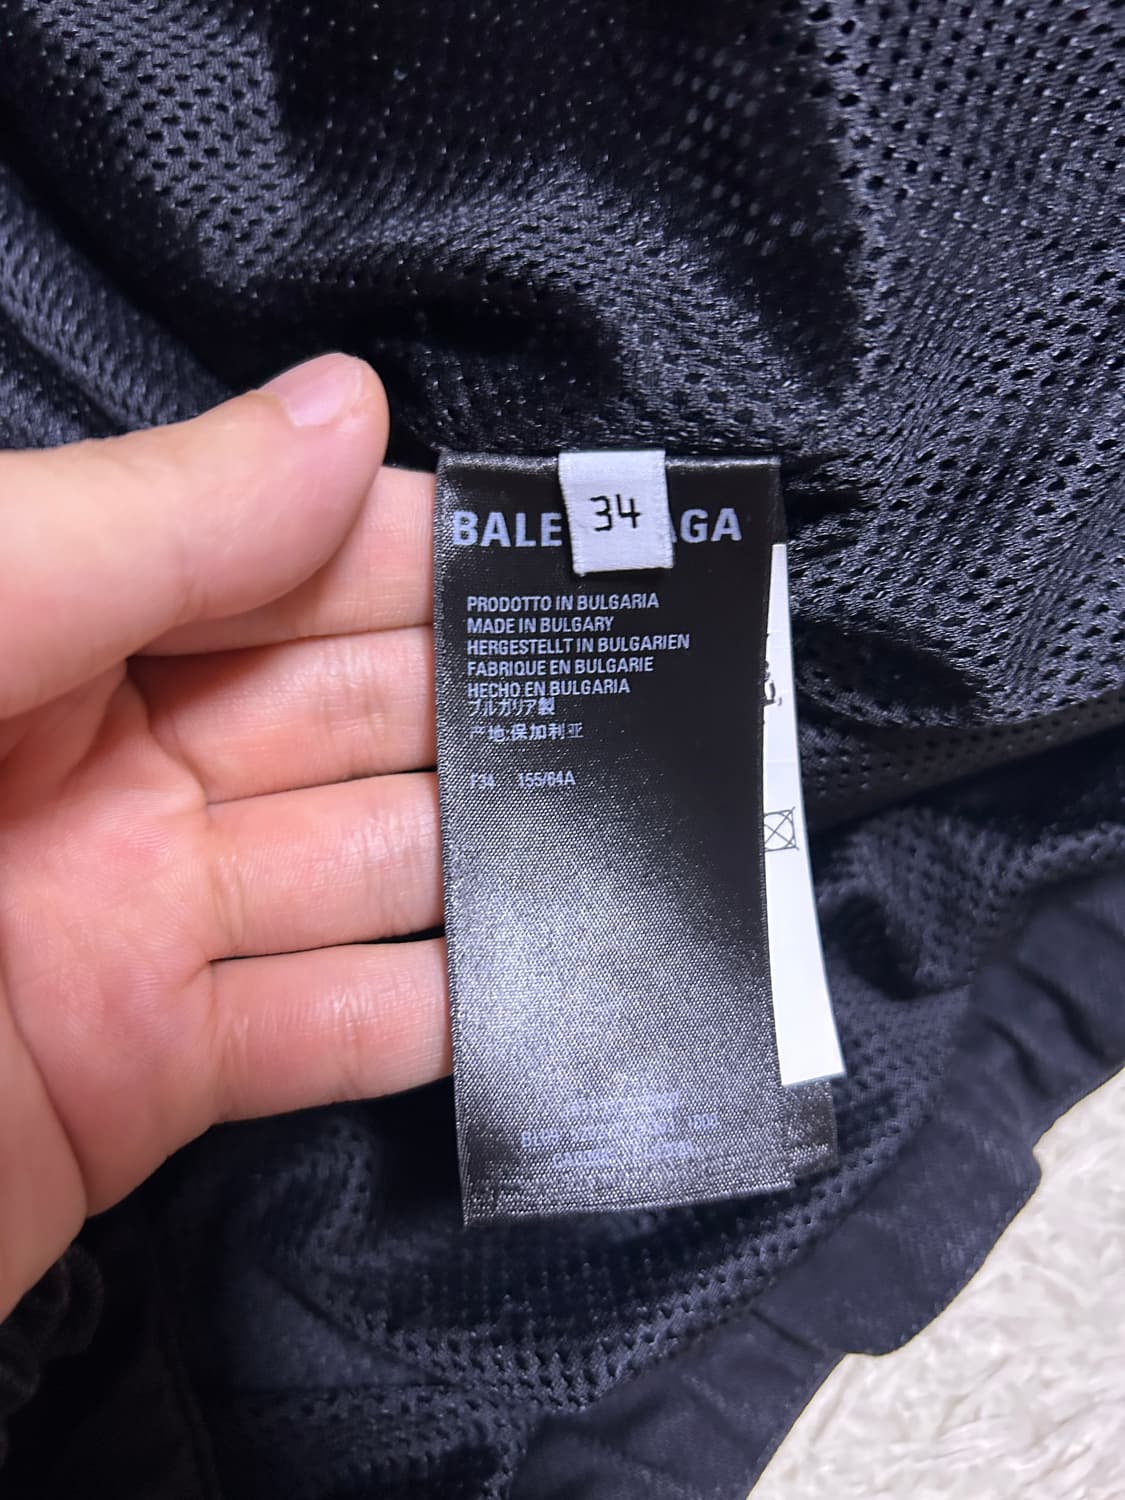 34
BALE AGA
PRODOTTO IN BULGARIA
MADE IN BULGARY
HERGESTELLT IN BULGARIEN
FABRIQUE EN BULGARIE
HECHO EN BULGARIA
ブルガリア製
产地:保加利亚
F34 155/64A